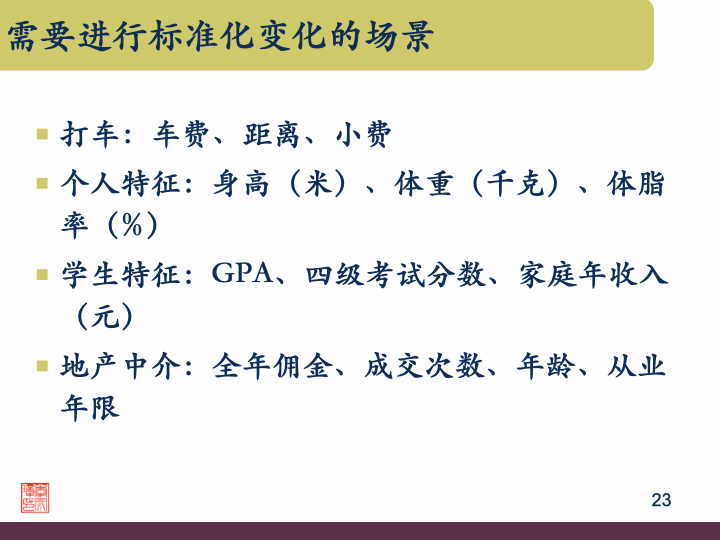 需要进行标准化变化的场景
打车：车费、距离、小费
个人特征：身高（米）、体重（千克）、体脂
率（%）
学生特征：GPA、四级考试分数、家庭年收入
（元）
地产中介：全年佣金、成交次数、年龄、从业
年限
23